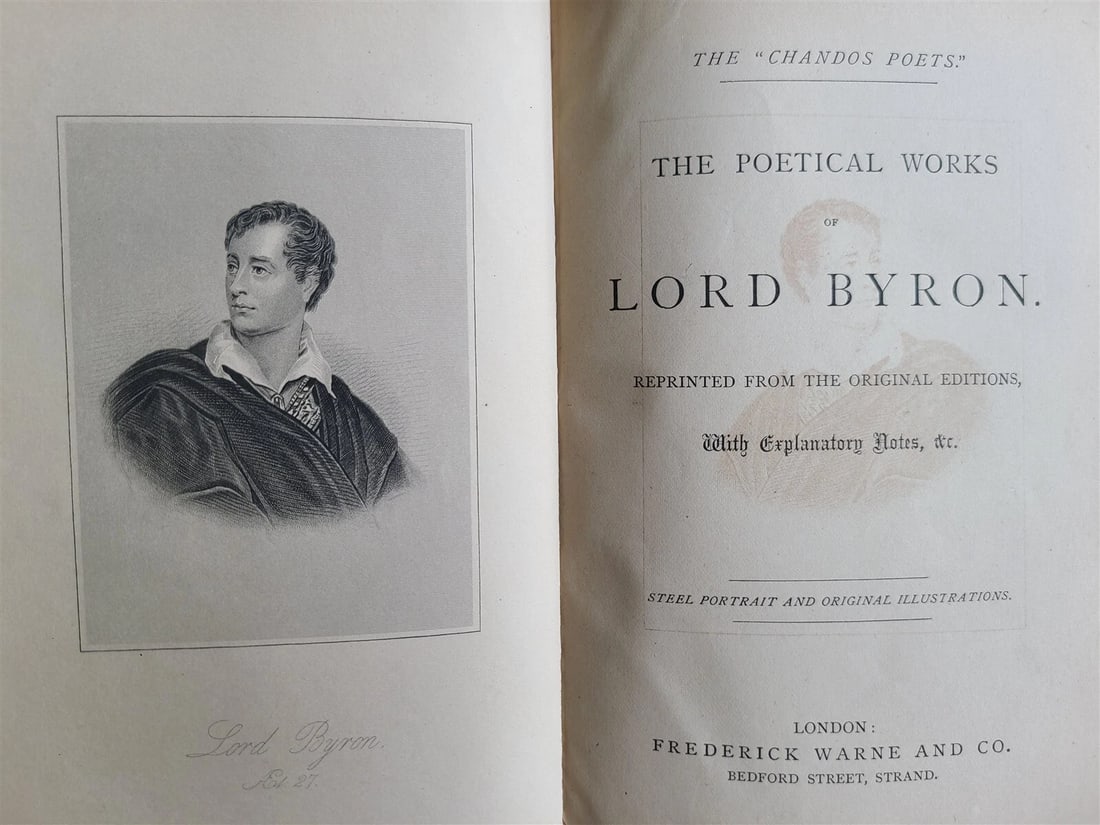 Lord Byron.
Æt. 27.
THE "CHANDOS POETS."
THE POETICAL WORKS
OF
LORD BYRON.
REPRINTED FROM THE ORIGINAL EDITIONS,
With Explanatory Notes, &c.
STEEL PORTRAIT AND ORIGINAL ILLUSTRATIONS.
LONDON:
FREDERICK WARNE AND CO.
BEDFORD STREET, STRAND.